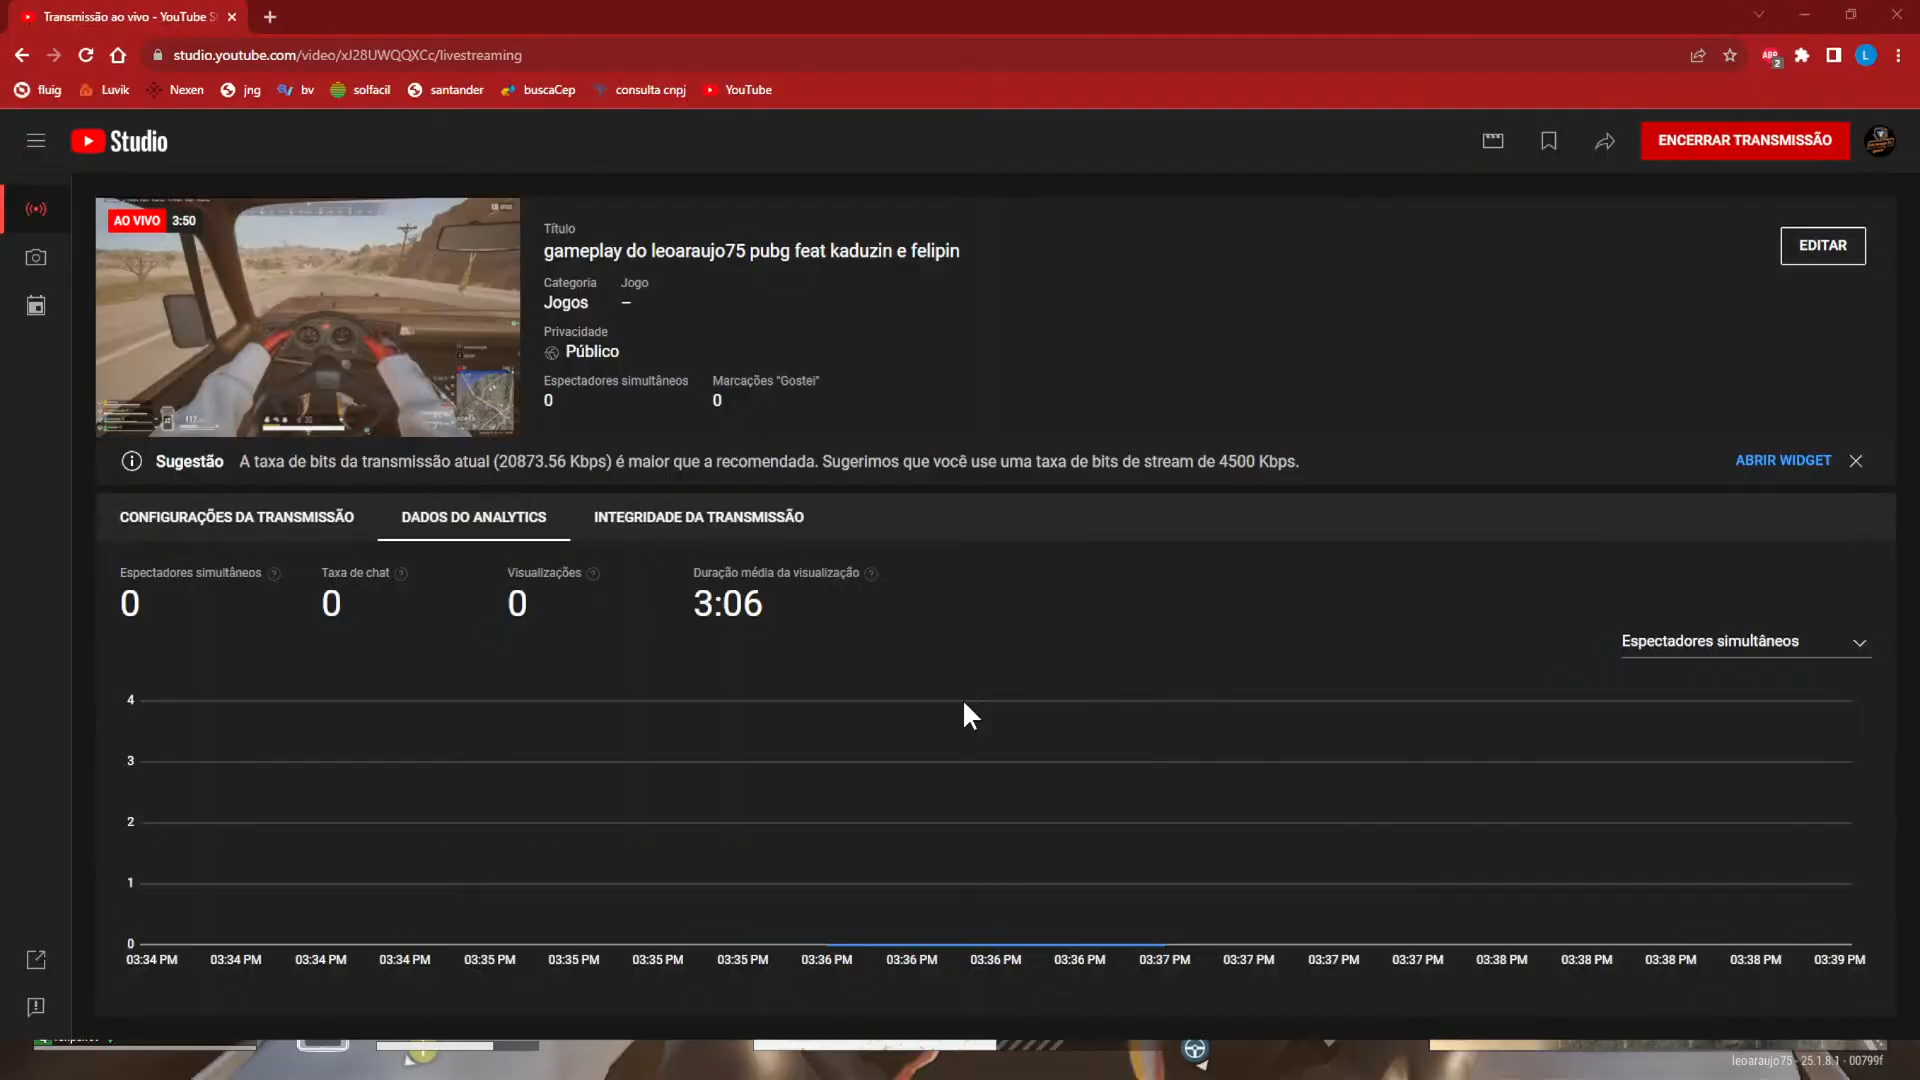 Transmissão ao vivo - YouTube S
studio.youtube.com/video/xJ28UWQQXCc/livestreaming
ABP
2
L
fluig
Luvik
Nexen
jng
bv
solfacil
santander
buscaCep
consulta cnpj
YouTube
Studio
ENCERRAR TRANSMISSÃO
AO VIVO 3:50
Título
gameplay do leoaraujo75 pubg feat kaduzin e felipin
EDITAR
Categoria Jogo
Jogos –
Privacidade
Público
Espectadores simultâneos Marcações "Gostei"
0 0
Sugestão A taxa de bits da transmissão atual (20873.56 Kbps) é maior que a recomendada. Sugerimos que você use uma taxa de bits de stream de 4500 Kbps.
ABRIR WIDGET
CONFIGURAÇÕES DA TRANSMISSÃO DADOS DO ANALYTICS INTEGRIDADE DA TRANSMISSÃO
Espectadores simultâneos Taxa de chat Visualizações Duração média da visualização
0 0 0 3:06
Espectadores simultâneos
4
3
2
1
0
03:34 PM 03:34 PM 03:34 PM 03:34 PM 03:35 PM 03:35 PM 03:35 PM 03:35 PM 03:36 PM 03:36 PM 03:36 PM 03:36 PM 03:37 PM 03:37 PM 03:37 PM 03:37 PM 03:38 PM 03:38 PM 03:38 PM 03:38 PM 03:39 PM
leoaraujo75 - 25.1.8.1 - 00799f